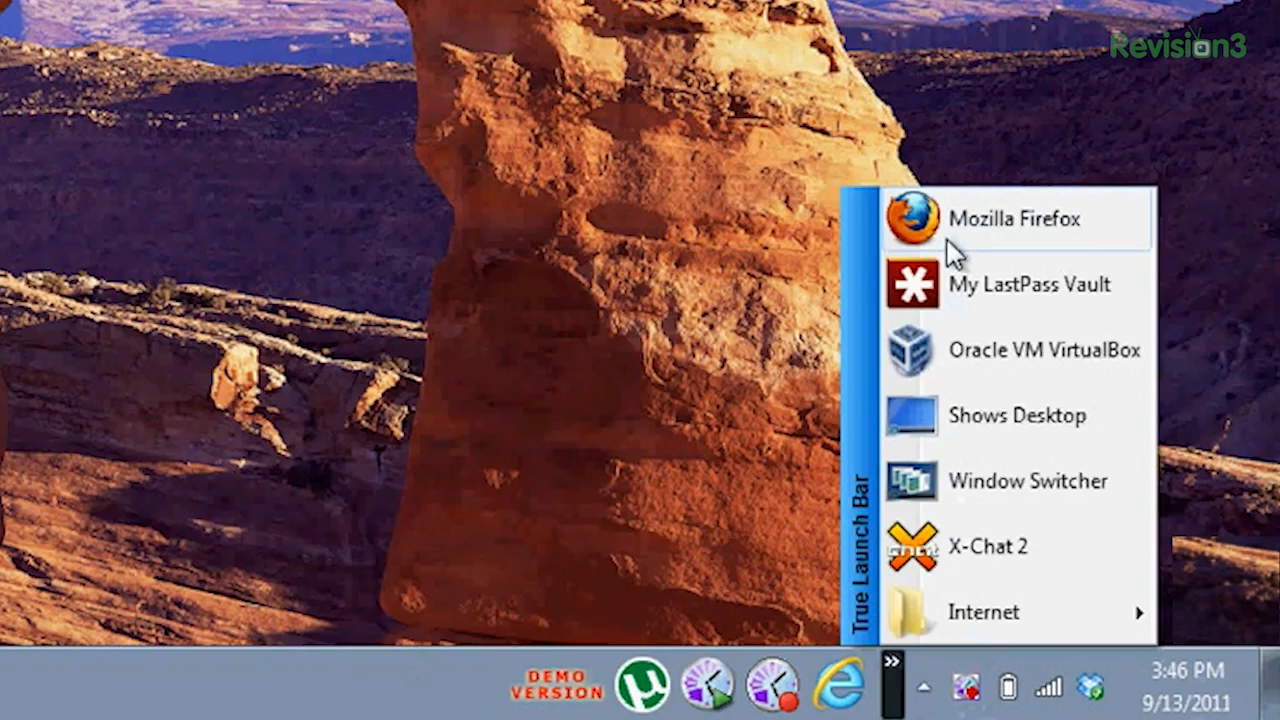 Revision3
Mozilla Firefox
My LastPass Vault
Oracle VM VirtualBox
Shows Desktop
Window Switcher
X-Chat 2
Internet
True Launch Bar
DEMO
VERSION
3:46 PM
9/13/2011